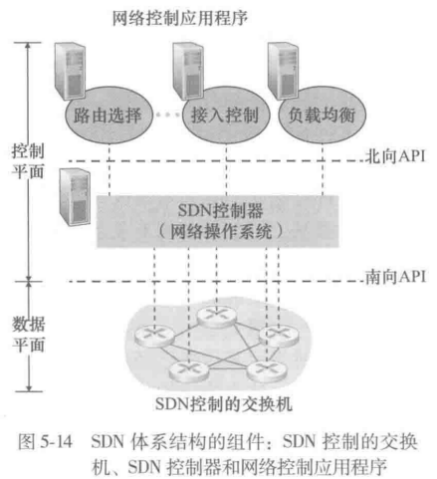 网络控制应用程序
路由选择
接入控制
负载均衡
控制
平面
北向API
SDN控制器
（网络操作系统）
南向API
数据
平面
SDN控制的交换机
图 5-14 SDN 体系结构的组件：SDN 控制的交换
机、SDN 控制器和网络控制应用程序